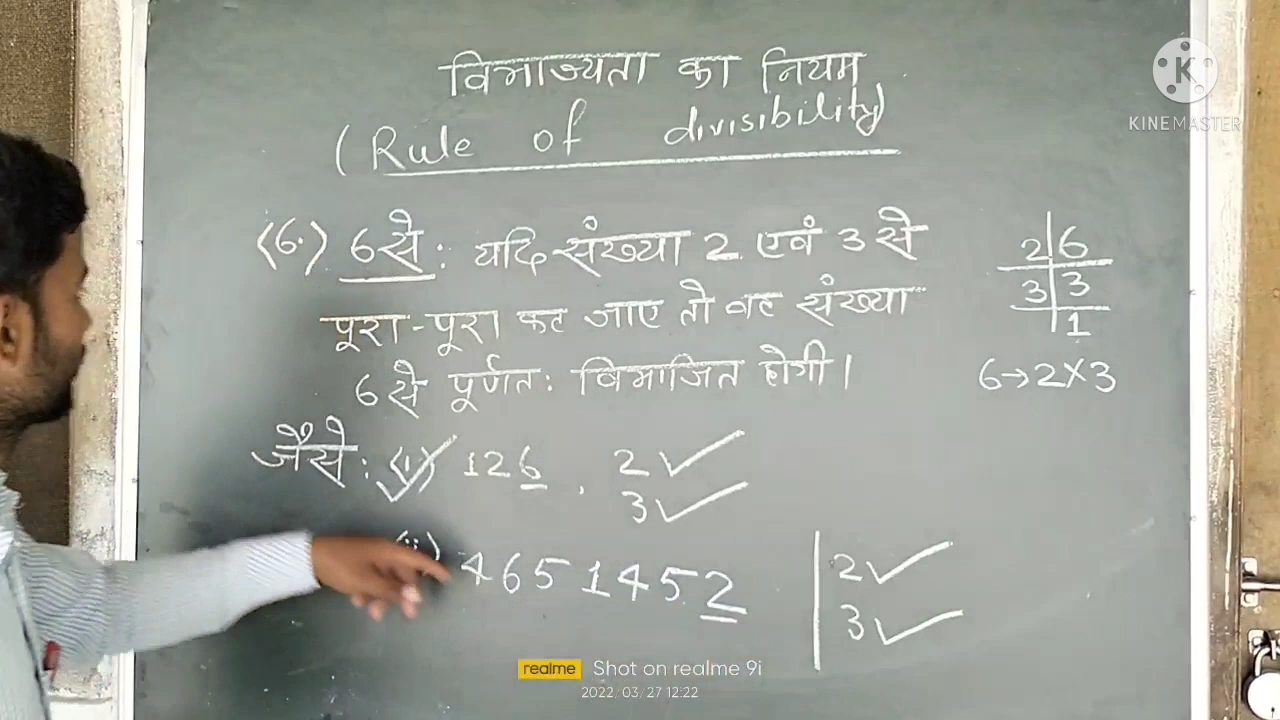 विभाज्यता का नियम
(Rule of divisibility)
(6.) 6 से : यदि संख्या 2 एवं 3 से
पूरा-पूरा कट जाए तो वह संख्या
6 से पूर्णतः विभाजित होगी।
2|6
3|3
1
6→2×3
जैसे: (i) 126, 2 ✓
3 ✓
(ii) 4651452 | 2 ✓
3 ✓
K
KINEMASTER
realme Shot on realme 9i
2022/03/27 12:22